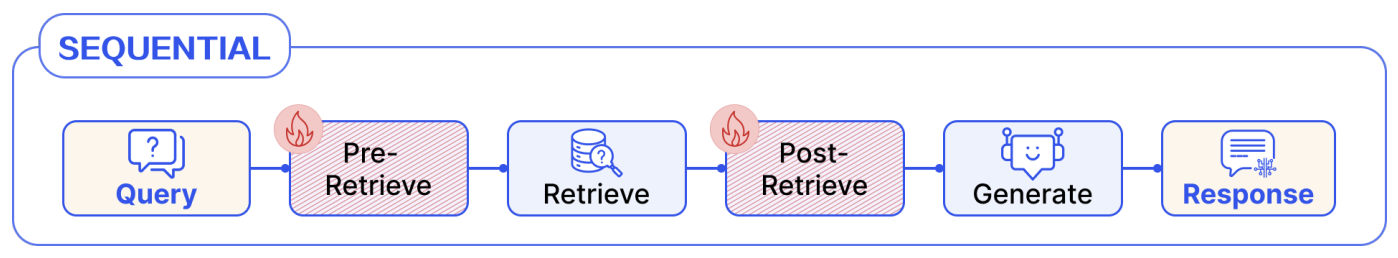 SEQUENTIAL
Query
Pre-
Retrieve
Retrieve
Post-
Retrieve
Generate
Response